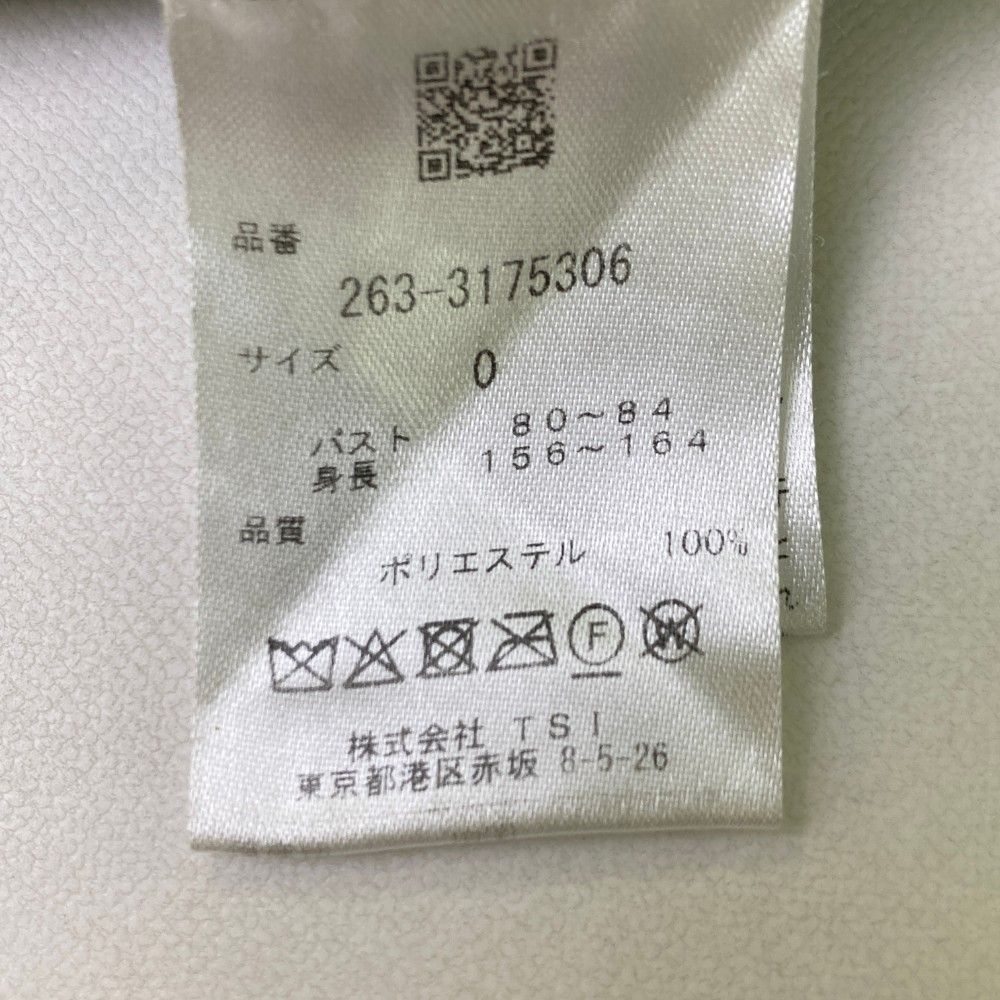 品番
263-3175306
サイズ 0
バスト 80~84
身長 156~164
品質
ポリエステル 100%
F W
株式会社 TSI
東京都港区赤坂 8-5-26